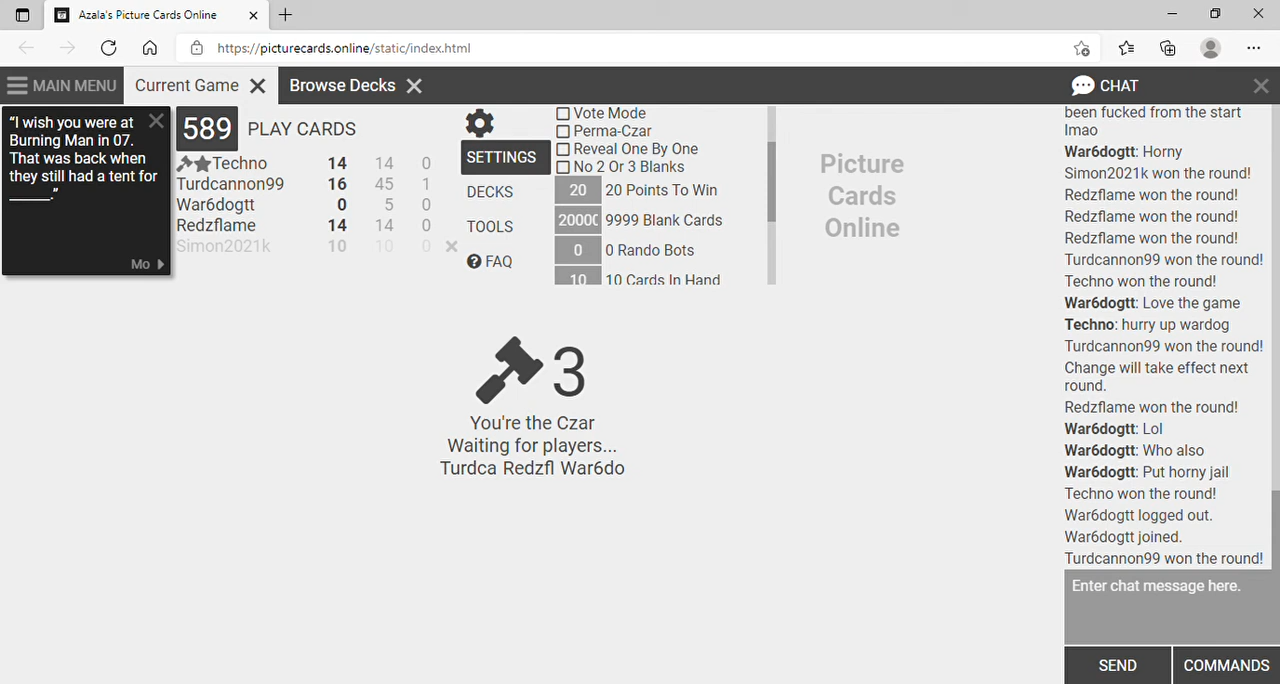 Azala's Picture Cards Online
https://picturecards.online/static/index.html
MAIN MENU
Current Game
Browse Decks
CHAT
“I wish you were at
Burning Man in 07.
That was back when
they still had a tent for
_____.”
Mo
589 PLAY CARDS
Techno 14 14 0
Turdcannon99 16 45 1
War6dogtt 0 5 0
Redzflame 14 14 0
Simon2021k 10 10 0
SETTINGS
DECKS
TOOLS
FAQ
Vote Mode
Perma-Czar
Reveal One By One
No 2 Or 3 Blanks
20 20 Points To Win
2000 9999 Blank Cards
0 0 Rando Bots
10 10 Cards In Hand
Picture
Cards
Online
3
You're the Czar
Waiting for players...
Turdca Redzfl War6do
been fucked from the start
lmao
War6dogtt: Horny
Simon2021k won the round!
Redzflame won the round!
Redzflame won the round!
Redzflame won the round!
Turdcannon99 won the round!
Techno won the round!
War6dogtt: Love the game
Techno: hurry up wardog
Turdcannon99 won the round!
Change will take effect next
round.
Redzflame won the round!
War6dogtt: Lol
War6dogtt: Who also
War6dogtt: Put horny jail
Techno won the round!
War6dogtt logged out.
War6dogtt joined.
Turdcannon99 won the round!
Enter chat message here.
SEND
COMMANDS